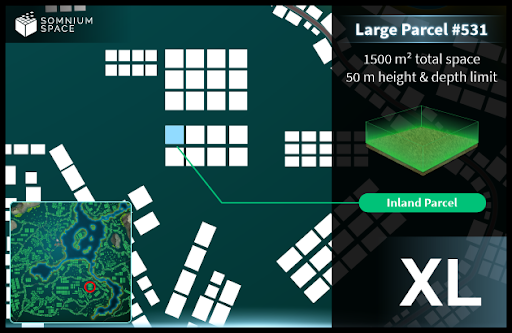 SOMNIUM
SPACE
Large Parcel #531
1500 m² total space
50 m height & depth limit
Inland Parcel
XL